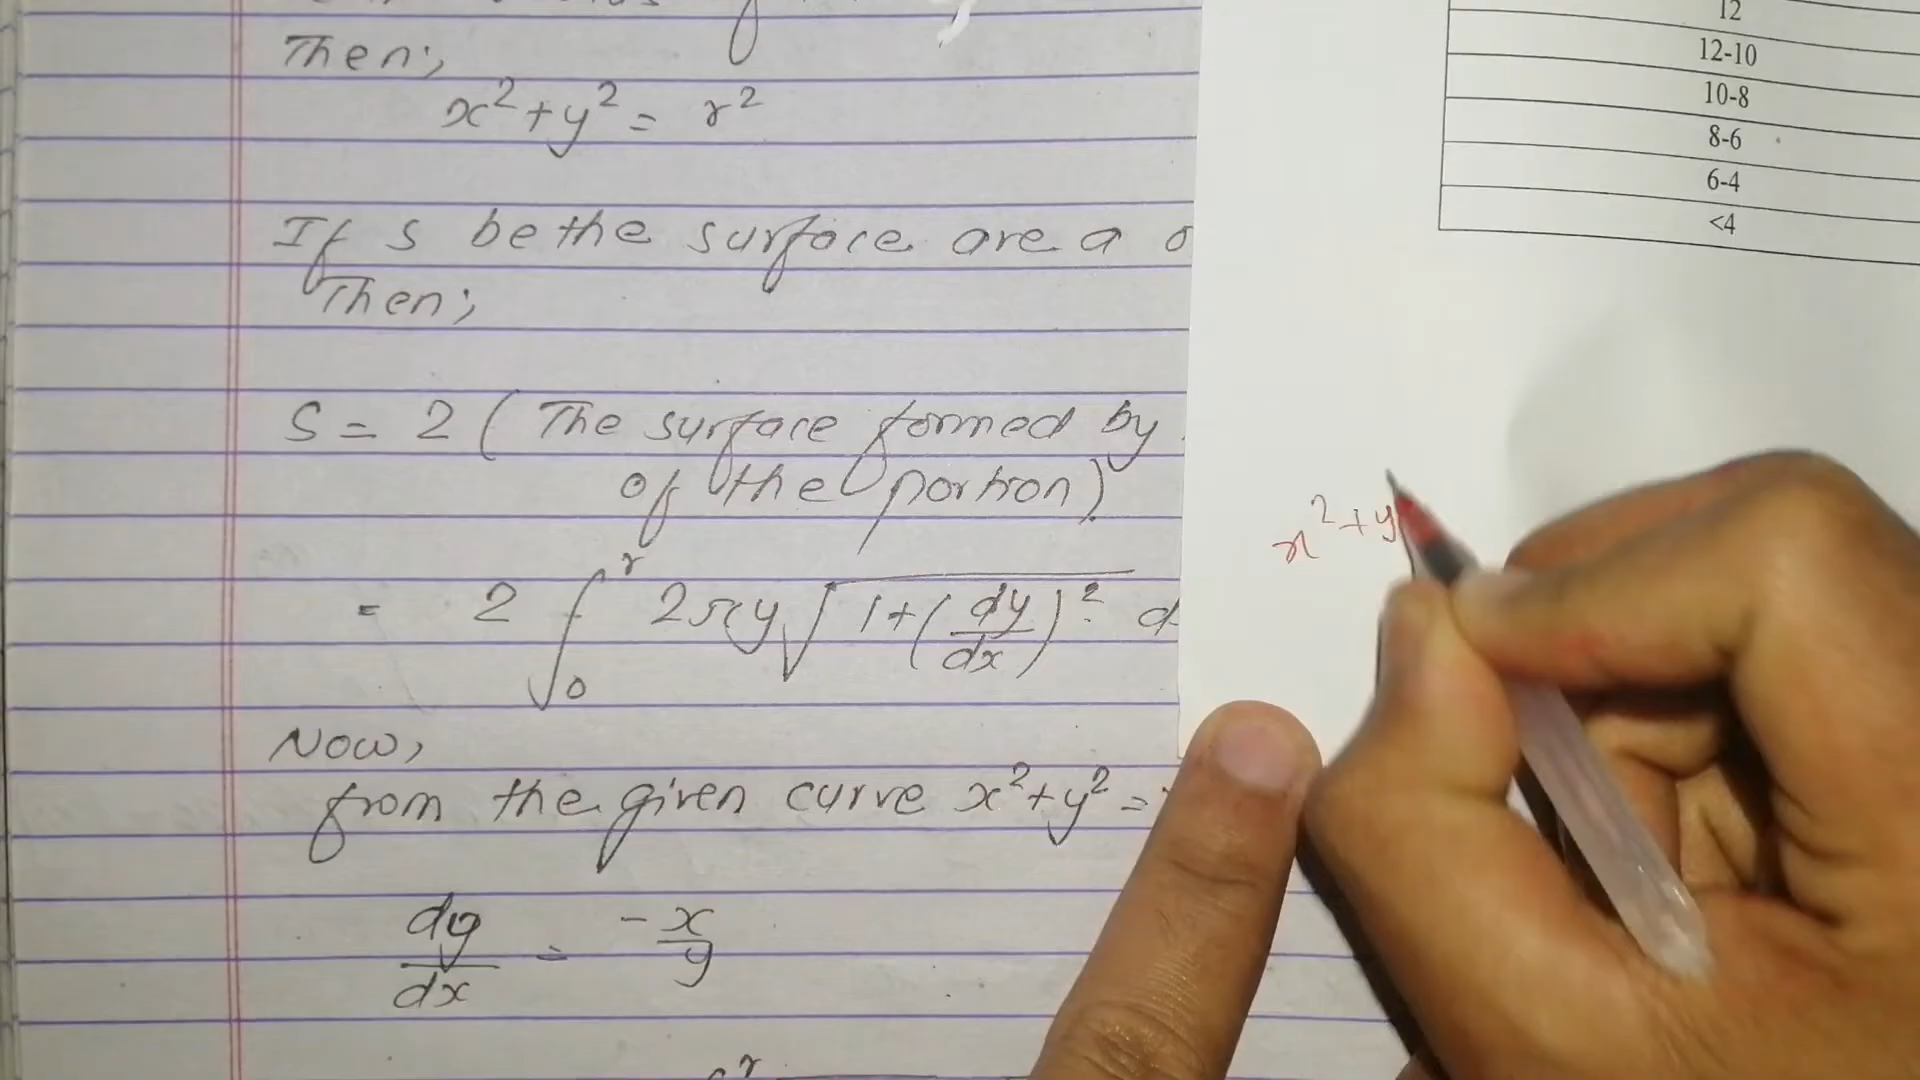 Then;
x² + y² = r²
If S be the surface area
Then;
S = 2 ( The surface formed by
of the portion)
= 2 ∫₀ʳ 2πy √(1+(dy/dx)²)
Now,
from the given curve x² + y² =
dy/dx = -x/y
r
12
12-10
10-8
8-6
6-4
<4
x² + y